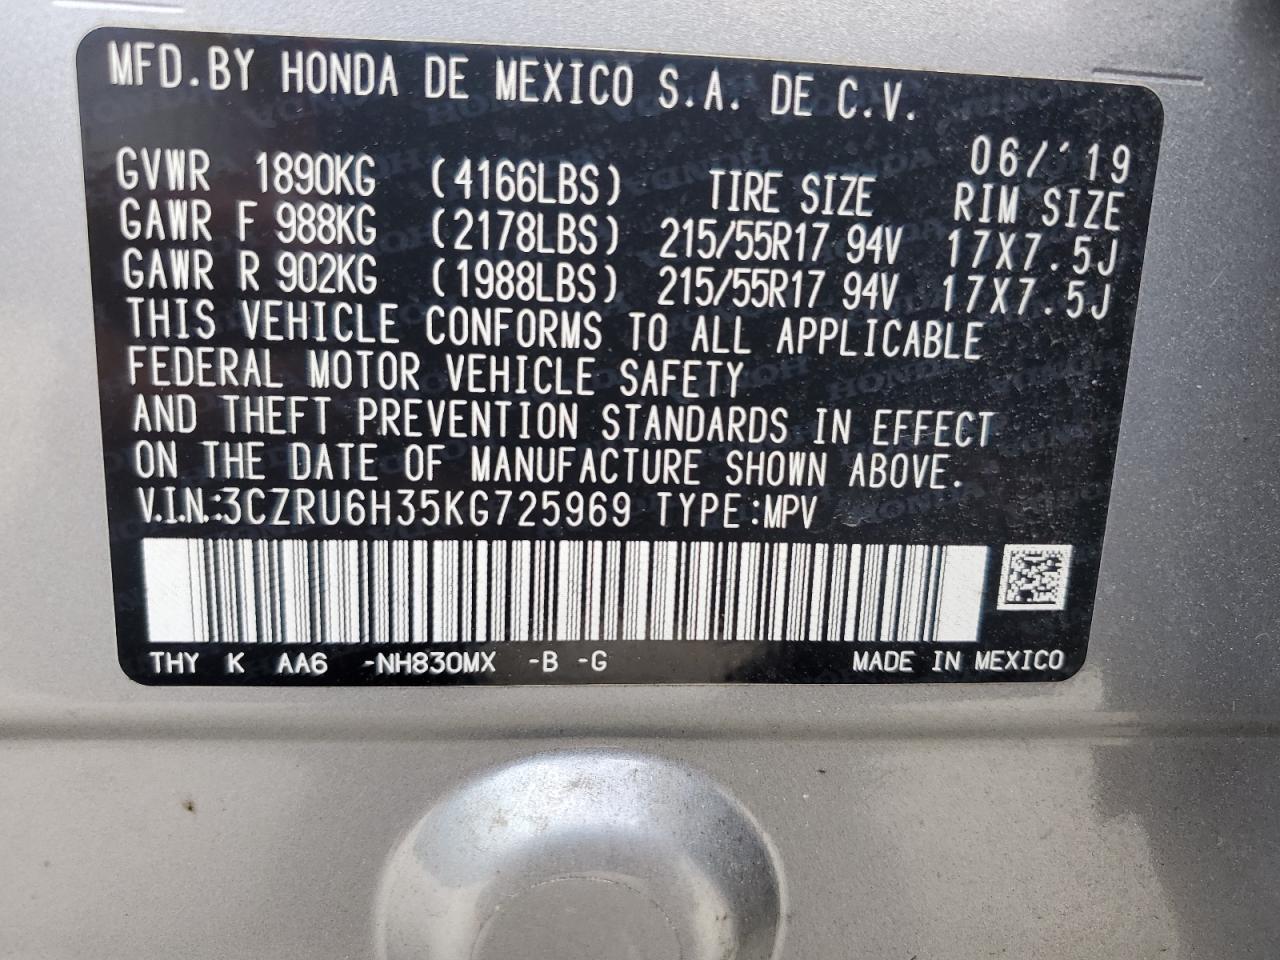 MFD.BY HONDA DE MEXICO S.A. DE C.V.
06/'19
GVWR 1890KG (4166LBS) TIRE SIZE RIM SIZE
GAWR F 988KG (2178LBS) 215/55R17 94V 17X7.5J
GAWR R 902KG (1988LBS) 215/55R17 94V 17X7.5J
THIS VEHICLE CONFORMS TO ALL APPLICABLE
FEDERAL MOTOR VEHICLE SAFETY
AND THEFT PREVENTION STANDARDS IN EFFECT
ON THE DATE OF MANUFACTURE SHOWN ABOVE.
V.I.N.:3CZRU6H35KG725969 TYPE:MPV
THY K AA6 -NH830MX -B -G MADE IN MEXICO